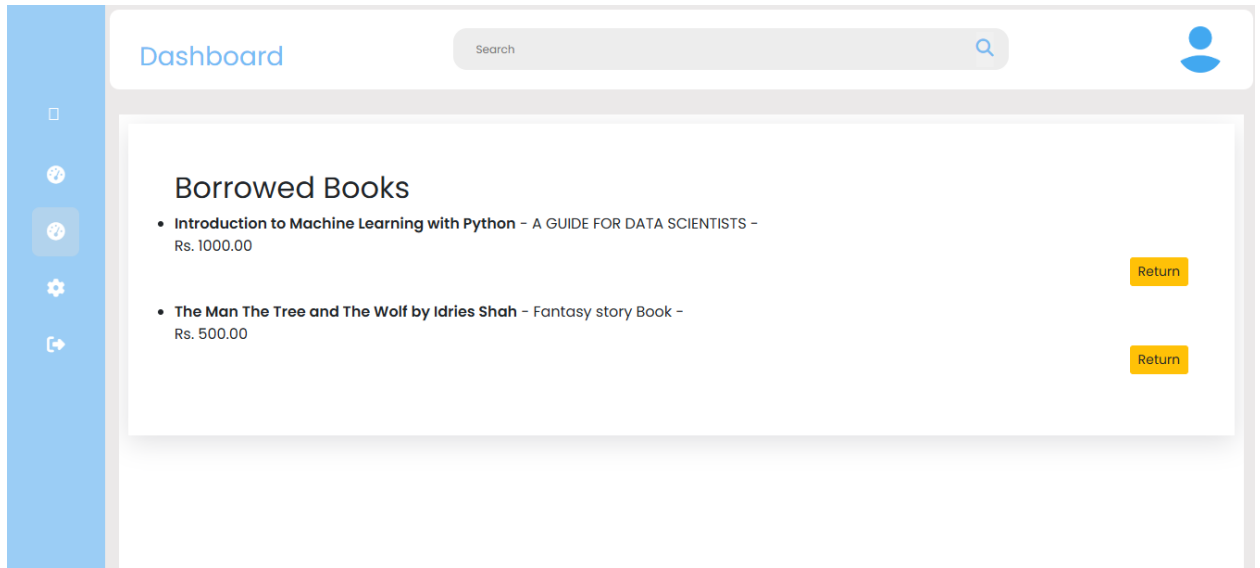 Dashboard
Search
Borrowed Books
Introduction to Machine Learning with Python - A GUIDE FOR DATA SCIENTISTS -
Rs. 1000.00
Return
The Man The Tree and The Wolf by Idries Shah - Fantasy story Book -
Rs. 500.00
Return